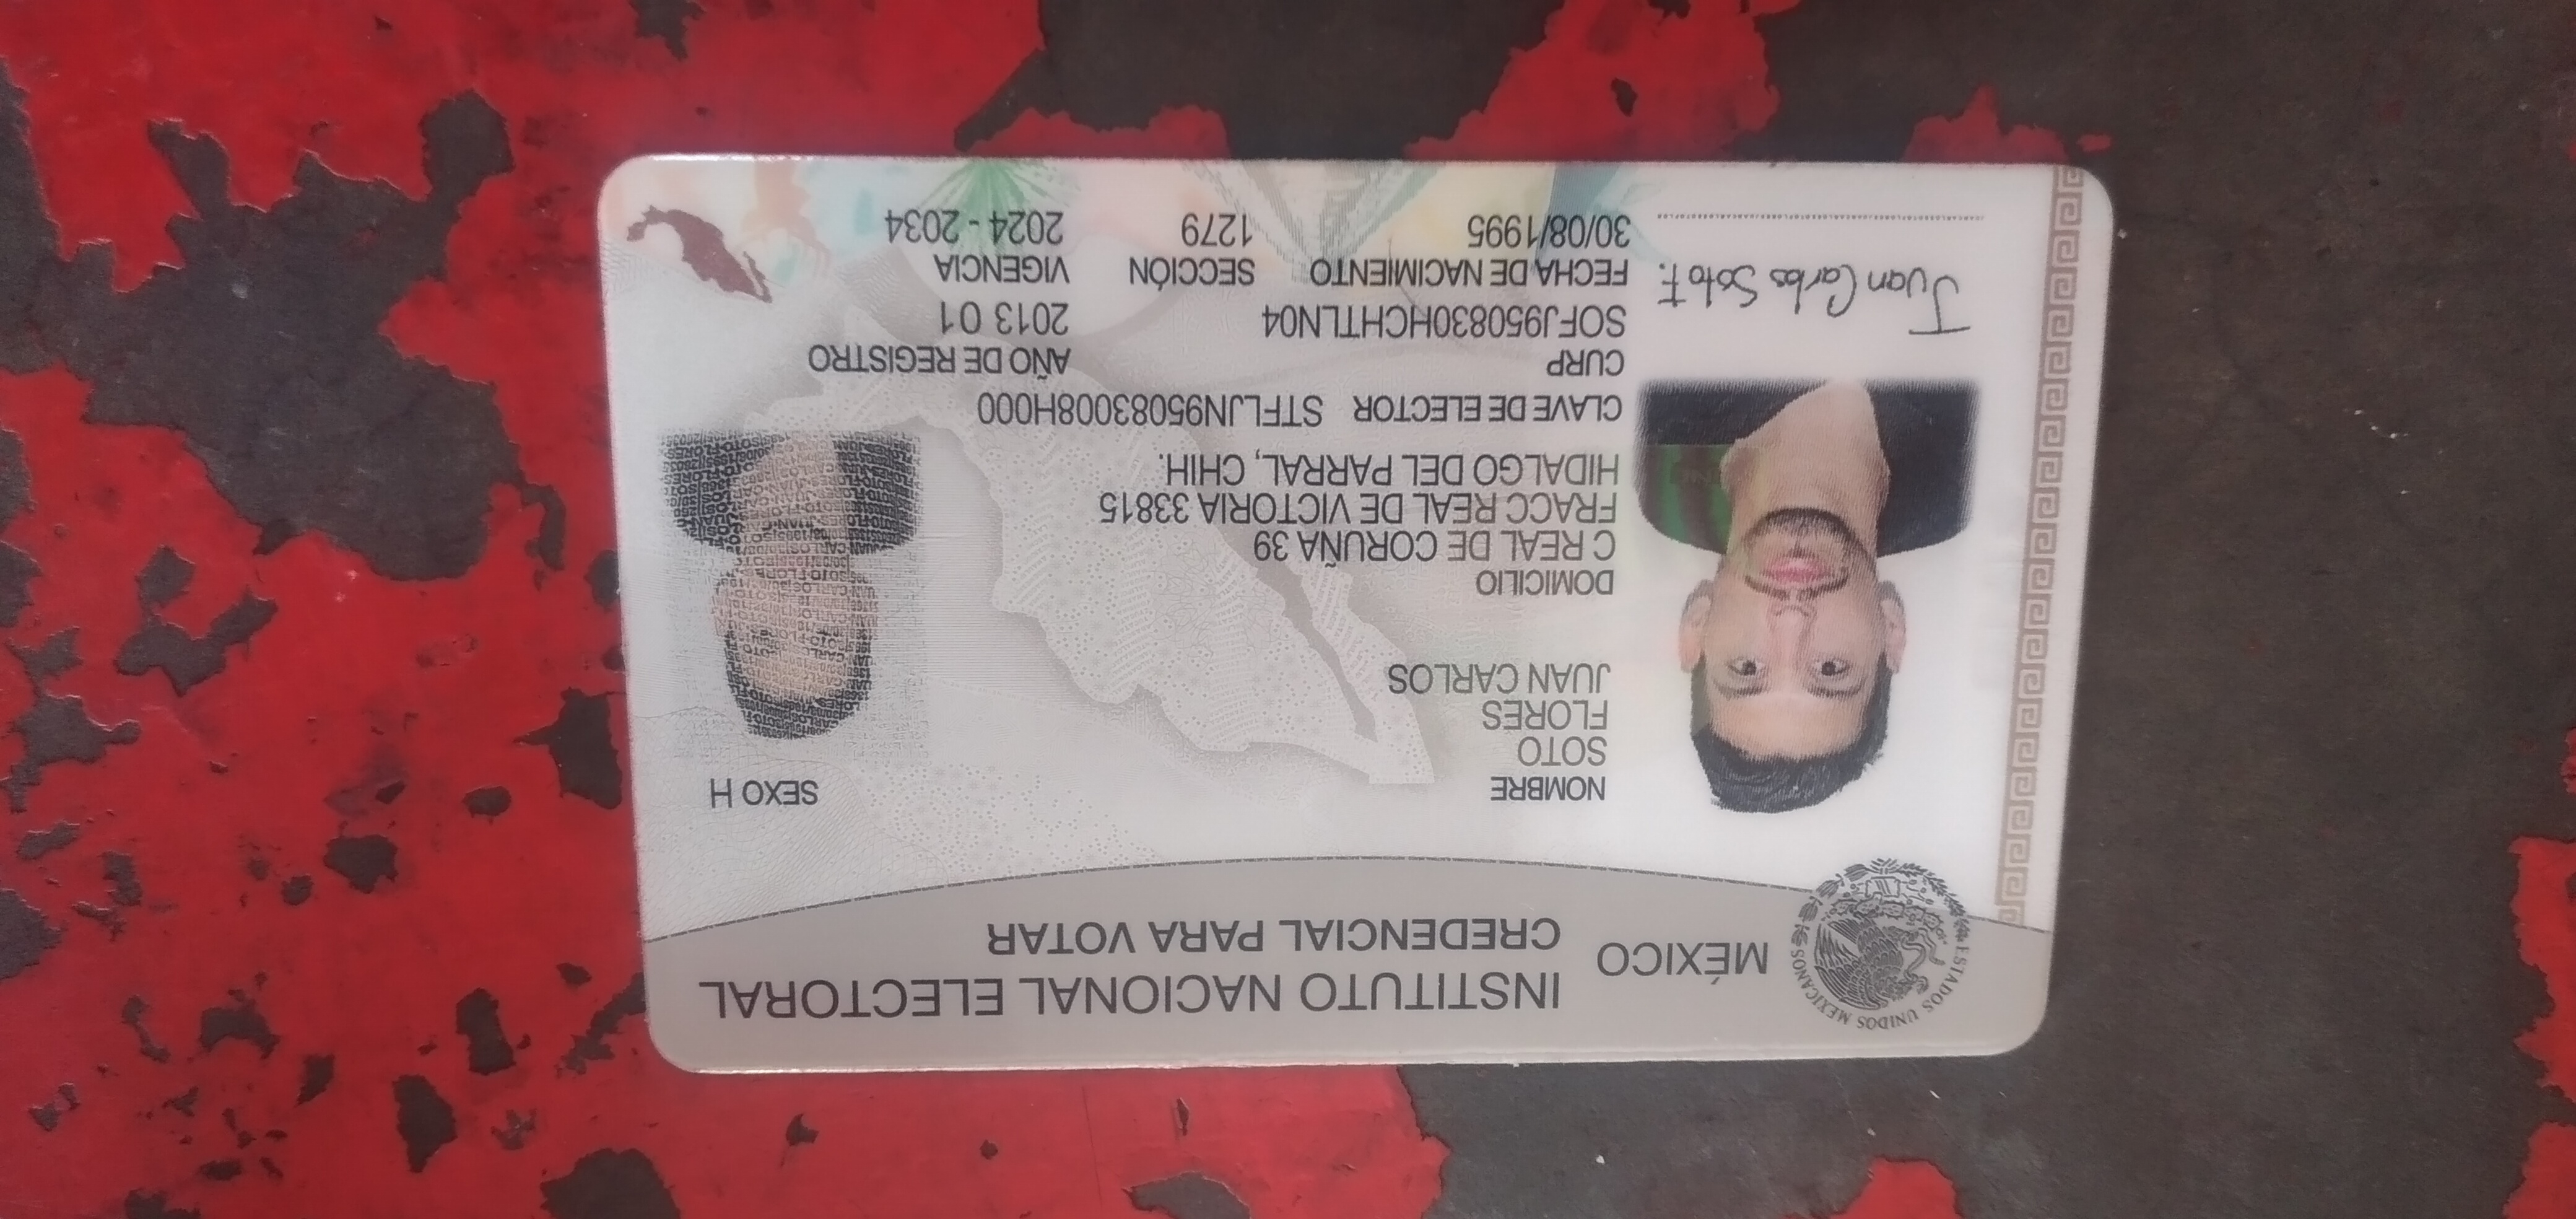 MÉXICO
INSTITUTO NACIONAL ELECTORAL
CREDENCIAL PARA VOTAR
ESTADOS UNIDOS MEXICANOS
NOMBRE
SOTO
FLORES
JUAN CARLOS
SEXO H
DOMICILIO
C REAL DE CORUÑA 39
FRACC REAL DE VICTORIA 33815
HIDALGO DEL PARRAL, CHIH.
CLAVE DE ELECTOR STFLJN95083008H000
CURP
SOFJ950830HCHTLN04
AÑO DE REGISTRO
2013 01
FECHA DE NACIMIENTO
30/08/1995
SECCIÓN
1279
VIGENCIA
2024 - 2034
Juan Carlos Soto F.